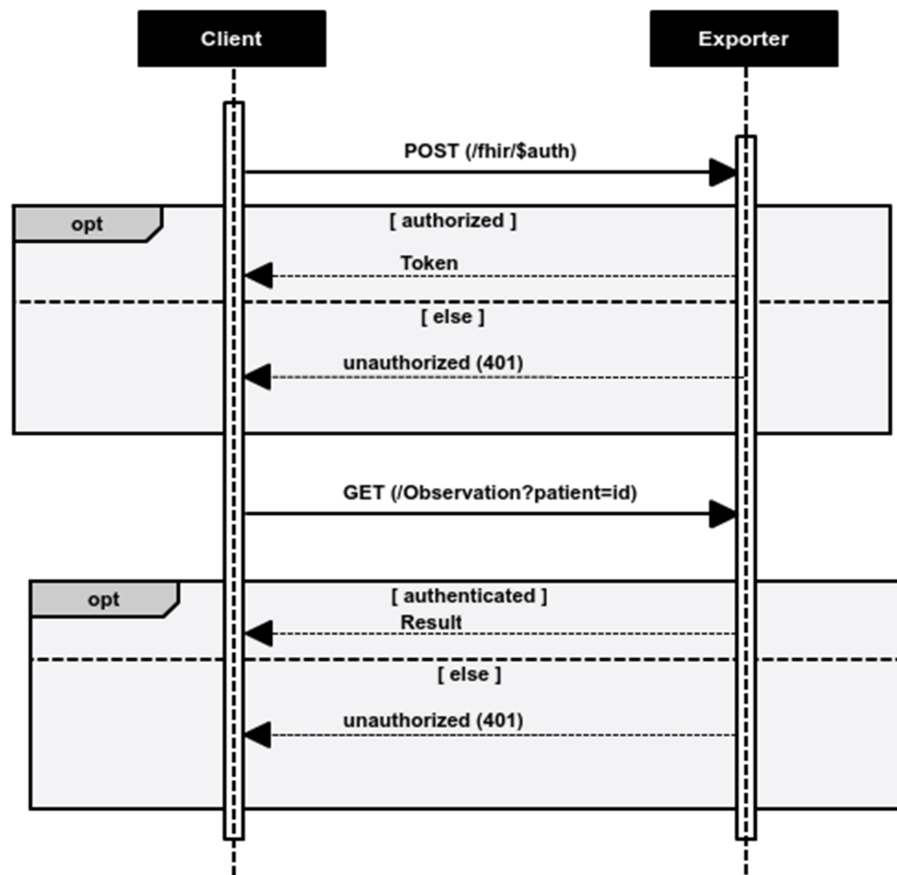 Client
Exporter
POST (/fhir/$auth)
opt
[ authorized ]
Token
[ else ]
unauthorized (401)
GET (/Observation?patient=id)
opt
[ authenticated ]
Result
[ else ]
unauthorized (401)